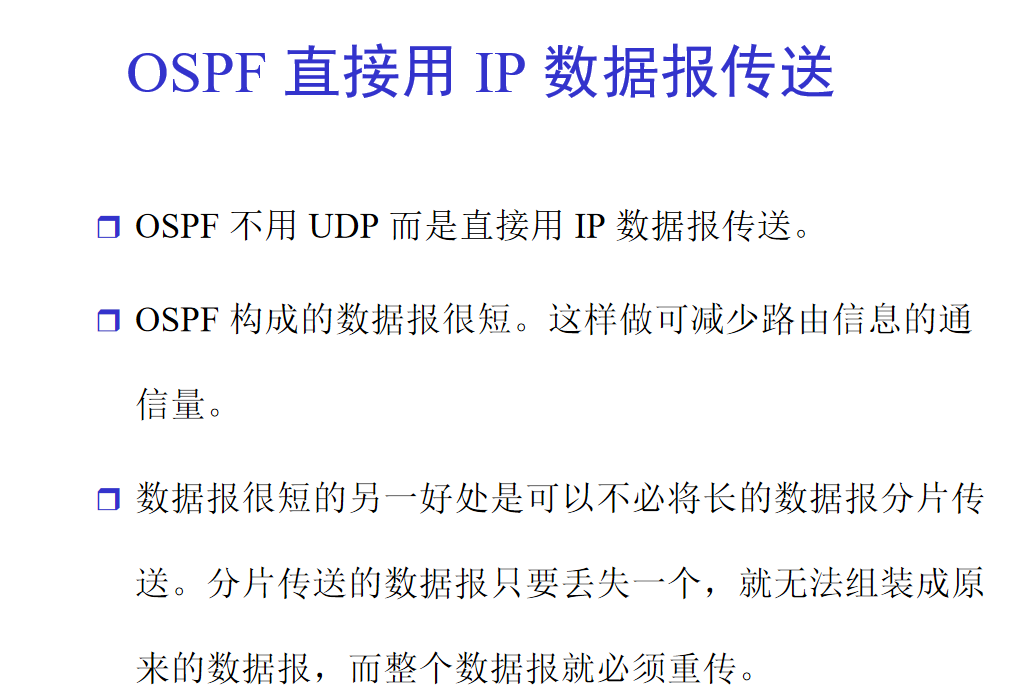 OSPF 直接用 IP 数据报传送
OSPF 不用 UDP 而是直接用 IP 数据报传送。
OSPF 构成的数据报很短。这样做可减少路由信息的通
信量。
数据报很短的另一好处是可以不必将长的数据报分片传
送。分片传送的数据报只要丢失一个，就无法组装成原
来的数据报，而整个数据报就必须重传。